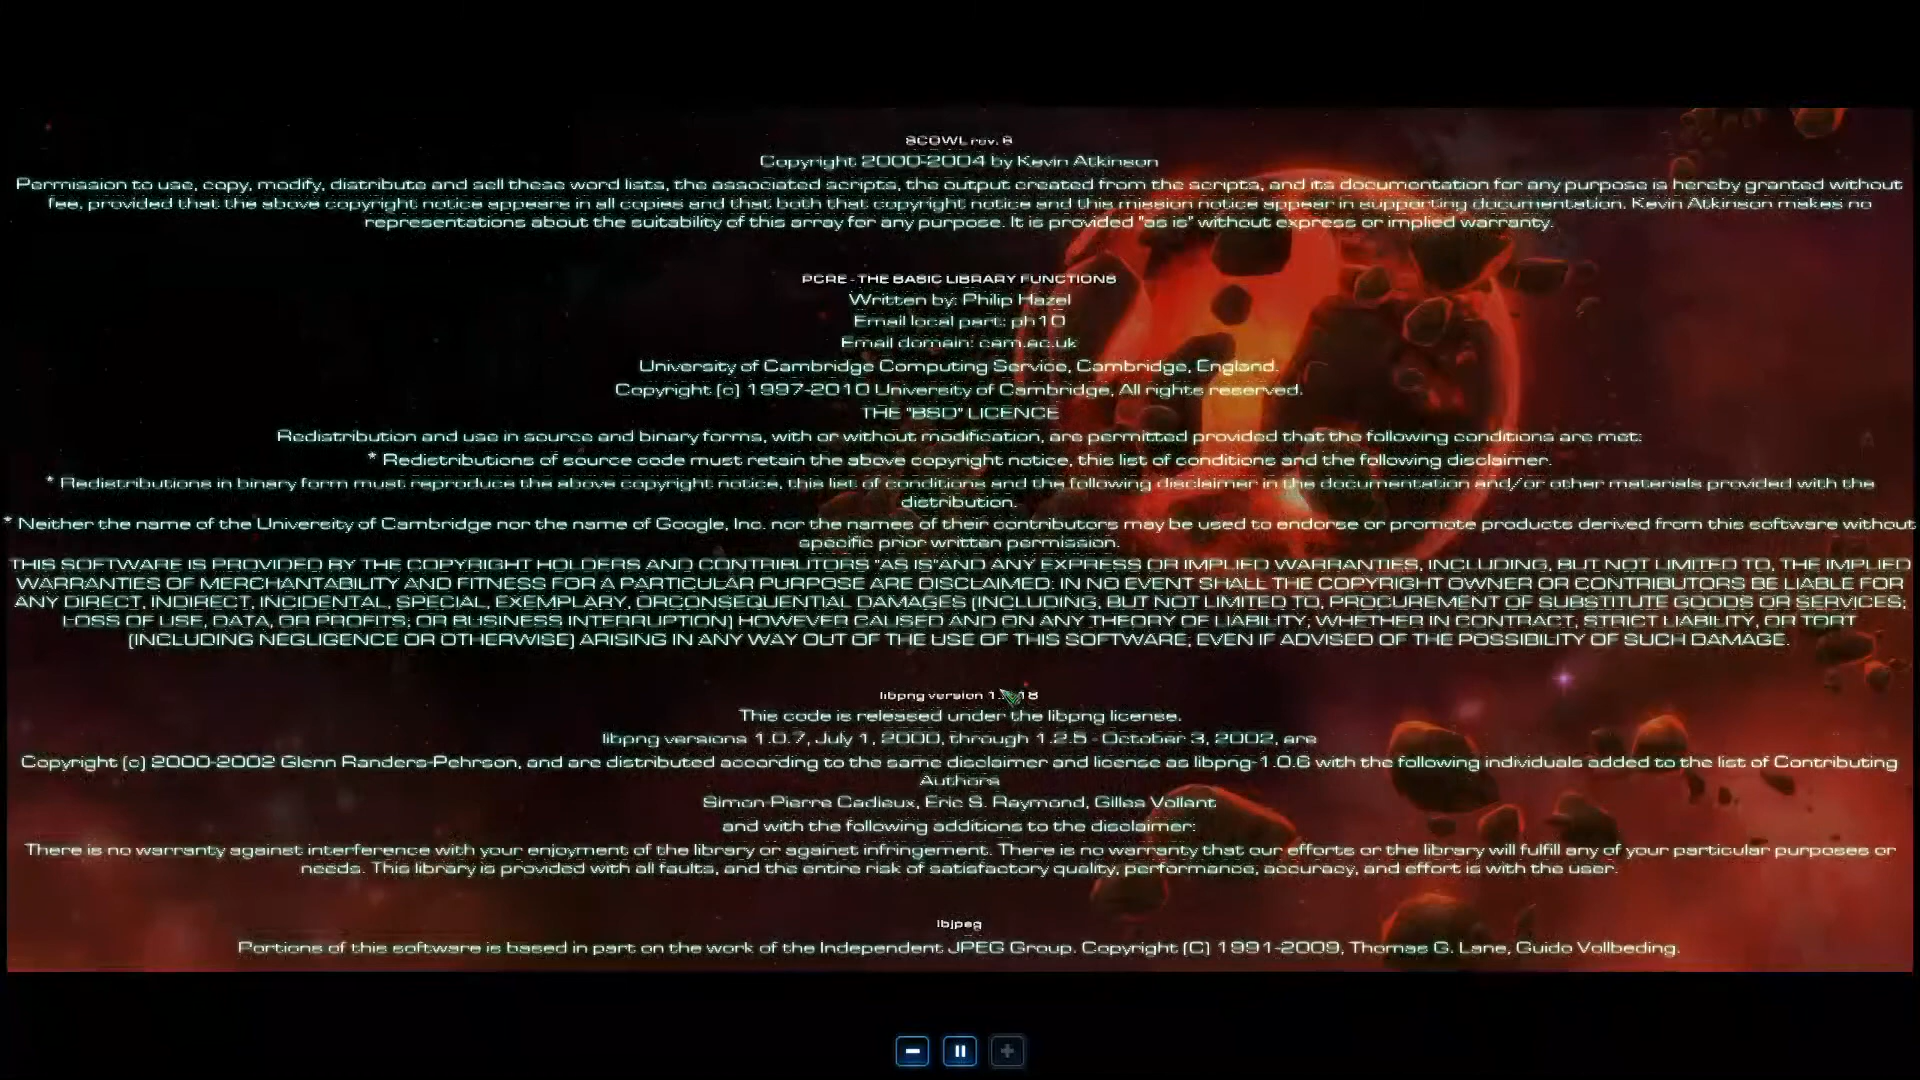 SCOWL rev. 6
Copyright 2000-2004 by Kevin Atkinson
Permission to use, copy, modify, distribute and sell these word lists, the associated scripts, the output created from the scripts, and its documentation for any purpose is hereby granted without
fee, provided that the above copyright notice appears in all copies and that both that copyright notice and this mission notice appear in supporting documentation. Kevin Atkinson makes no
representations about the suitability of this array for any purpose. It is provided "as is" without express or implied warranty.
PCRE - THE BASIC LIBRARY FUNCTIONS
Written by: Philip Hazel
Email local part: ph10
Email domain: cam.ac.uk
University of Cambridge Computing Service, Cambridge, England.
Copyright (c) 1997-2010 University of Cambridge, All rights reserved.
THE "BSD" LICENCE
Redistribution and use in source and binary forms, with or without modification, are permitted provided that the following conditions are met:
* Redistributions of source code must retain the above copyright notice, this list of conditions and the following disclaimer.
* Redistributions in binary form must reproduce the above copyright notice, this list of conditions and the following disclaimer in the documentation and/or other materials provided with the
distribution.
* Neither the name of the University of Cambridge nor the name of Google, Inc. nor the names of their contributors may be used to endorse or promote products derived from this software without
specific prior written permission.
THIS SOFTWARE IS PROVIDED BY THE COPYRIGHT HOLDERS AND CONTRIBUTORS "AS IS"AND ANY EXPRESS OR IMPLIED WARRANTIES, INCLUDING, BUT NOT LIMITED TO, THE IMPLIED
WARRANTIES OF MERCHANTABILITY AND FITNESS FOR A PARTICULAR PURPOSE ARE DISCLAIMED. IN NO EVENT SHALL THE COPYRIGHT OWNER OR CONTRIBUTORS BE LIABLE FOR
ANY DIRECT, INDIRECT, INCIDENTAL, SPECIAL, EXEMPLARY, ORCONSEQUENTIAL DAMAGES (INCLUDING, BUT NOT LIMITED TO, PROCUREMENT OF SUBSTITUTE GOODS OR SERVICES;
LOSS OF USE, DATA, OR PROFITS; OR BUSINESS INTERRUPTION) HOWEVER CAUSED AND ON ANY THEORY OF LIABILITY, WHETHER IN CONTRACT, STRICT LIABILITY, OR TORT
(INCLUDING NEGLIGENCE OR OTHERWISE) ARISING IN ANY WAY OUT OF THE USE OF THIS SOFTWARE, EVEN IF ADVISED OF THE POSSIBILITY OF SUCH DAMAGE.
libpng version
This code is released under the libpng license.
libpng versions 1.0.7, July 1, 2000, through 1.2.5 - October 3, 2002, are
Copyright (c) 2000-2002 Glenn Randers-Pehrson, and are distributed according to the same disclaimer and license as libpng-1.0.6 with the following individuals added to the list of Contributing
Authors
Simon-Pierre Cadieux, Eric S. Raymond, Gilles Vollant
and with the following additions to the disclaimer:
There is no warranty against interference with your enjoyment of the library or against infringement. There is no warranty that our efforts or the library will fulfill any of your particular purposes or
needs. This library is provided with all faults, and the entire risk of satisfactory quality, performance, accuracy, and effort is with the user.
libjpeg
Portions of this software is based in part on the work of the Independent JPEG Group. Copyright (C) 1991-2009, Thomas G. Lane, Guido Vollbeding.